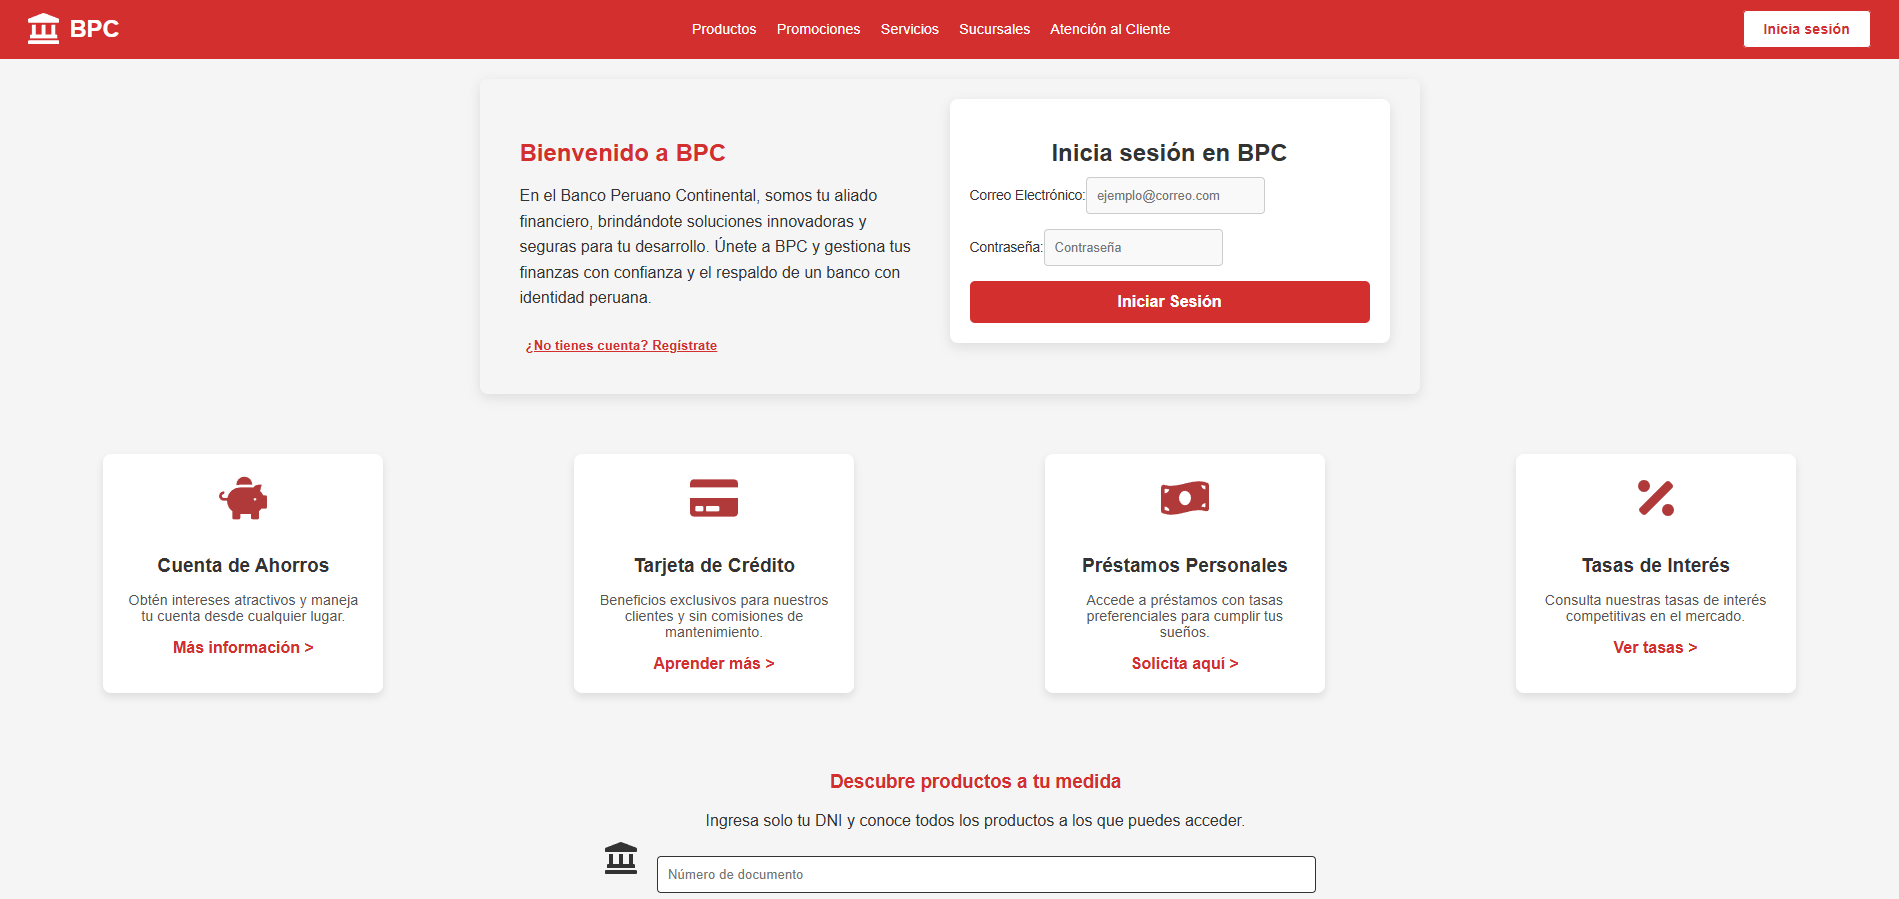 BPC
Productos Promociones Servicios Sucursales Atención al Cliente
Inicia sesión
Bienvenido a BPC
En el Banco Peruano Continental, somos tu aliado
financiero, brindándote soluciones innovadoras y
seguras para tu desarrollo. Únete a BPC y gestiona tus
finanzas con confianza y el respaldo de un banco con
identidad peruana.
¿No tienes cuenta? Regístrate
Inicia sesión en BPC
Correo Electrónico: ejemplo@correo.com
Contraseña: Contraseña
Iniciar Sesión
Cuenta de Ahorros
Obtén intereses atractivos y maneja
tu cuenta desde cualquier lugar.
Más información >
Tarjeta de Crédito
Beneficios exclusivos para nuestros
clientes y sin comisiones de
mantenimiento.
Aprender más >
Préstamos Personales
Accede a préstamos con tasas
preferenciales para cumplir tus
sueños.
Solicita aquí >
Tasas de Interés
Consulta nuestras tasas de interés
competitivas en el mercado.
Ver tasas >
Descubre productos a tu medida
Ingresa solo tu DNI y conoce todos los productos a los que puedes acceder.
Número de documento